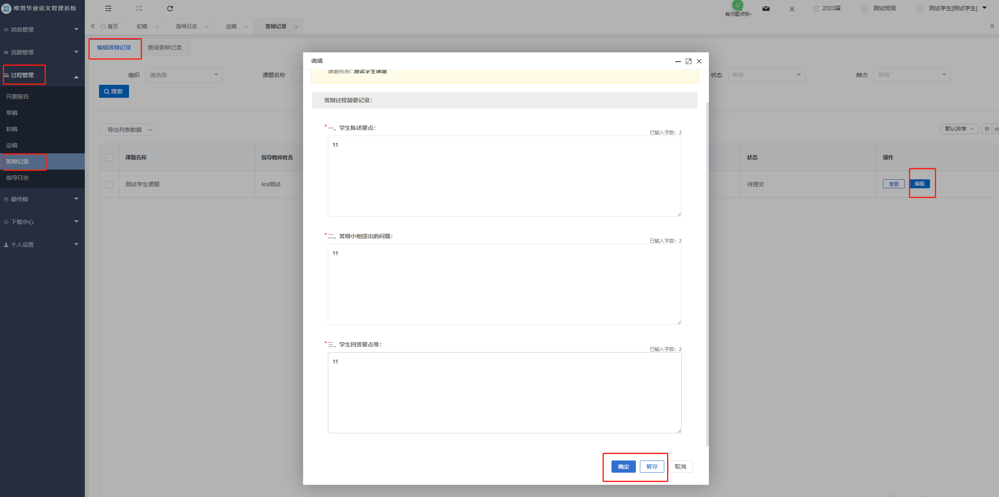 VG MS 维普毕业论文管理系统
有问题点我~
2023届
测试班级
测试学生[测试学生]
消息管理
选题管理
过程管理
开题报告
草稿
初稿
定稿
答辩记录
指导日志
最终稿
下载中心
个人设置
首页
初稿
指导日志
定稿
答辩记录
编辑答辩记录
查询答辩记录
组织
请选择
课题名称
状态
所有
辩次
所有
搜索
导出列表数据
默认排序
课题名称
指导教师姓名
状态
操作
测试学生课题
tea测试
待提交
查看
编辑
编辑
课题名称: 测试学生课题
答辩过程简要记录:
*一、学生陈述要点:
已输入字数: 2
11
*二、答辩小组提出的问题:
已输入字数: 2
11
*三、学生回答要点等:
已输入字数: 2
11
确定
暂存
取消